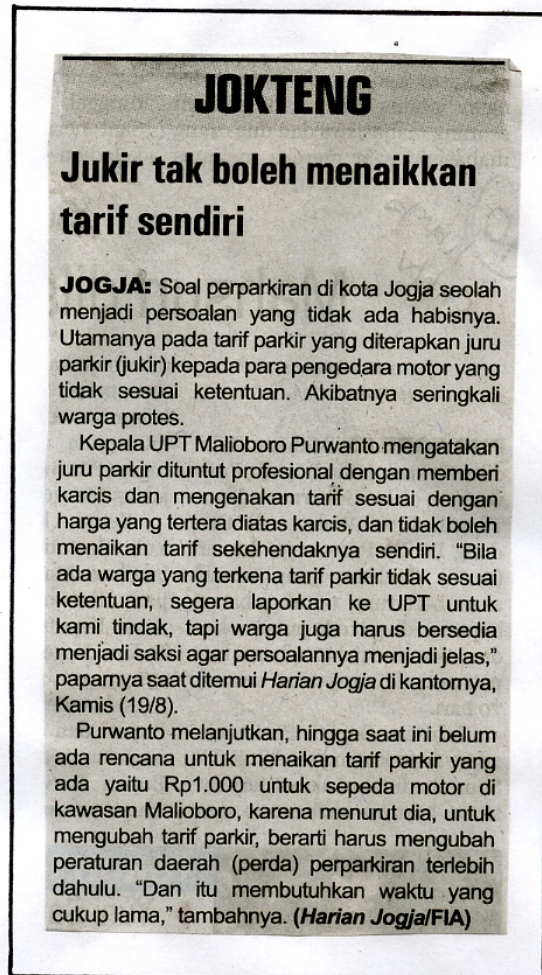 JOKTENG
Jukir tak boleh menaikkan
tarif sendiri
JOGJA: Soal perparkiran di kota Jogja seolah
menjadi persoalan yang tidak ada habisnya.
Utamanya pada tarif parkir yang diterapkan juru
parkir (jukir) kepada para pengedara motor yang
tidak sesuai ketentuan. Akibatnya seringkali
warga protes.
Kepala UPT Malioboro Purwanto mengatakan
juru parkir dituntut profesional dengan memberi
karcis dan mengenakan tarif sesuai dengan
harga yang tertera diatas karcis, dan tidak boleh
menaikan tarif sekehendaknya sendiri. “Bila
ada warga yang terkena tarif parkir tidak sesuai
ketentuan, segera laporkan ke UPT untuk
kami tindak, tapi warga juga harus bersedia
menjadi saksi agar persoalannya menjadi jelas,”
paparnya saat ditemui Harian Jogja di kantornya,
Kamis (19/8).
Purwanto melanjutkan, hingga saat ini belum
ada rencana untuk menaikan tarif parkir yang
ada yaitu Rp1.000 untuk sepeda motor di
kawasan Malioboro, karena menurut dia, untuk
mengubah tarif parkir, berarti harus mengubah
peraturan daerah (perda) perparkiran terlebih
dahulu. “Dan itu membutuhkan waktu yang
cukup lama,” tambahnya. (Harian Jogja/FIA)